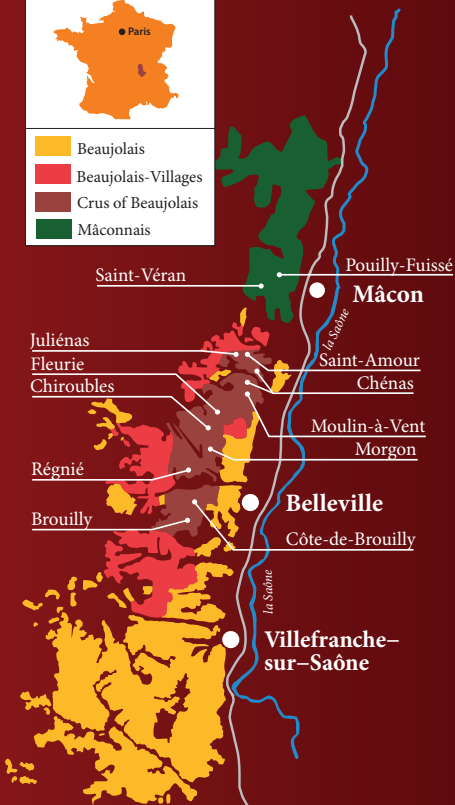 Paris
Beaujolais
Beaujolais-Villages
Crus of Beaujolais
Mâconnais
Pouilly-Fuissé
Saint-Véran
Mâcon
la Saône
Juliénas
Saint-Amour
Fleurie
Chénas
Chiroubles
Moulin-à-Vent
Morgon
Régnié
Belleville
Brouilly
Côte-de-Brouilly
la Saône
Villefranche–
sur–Saône